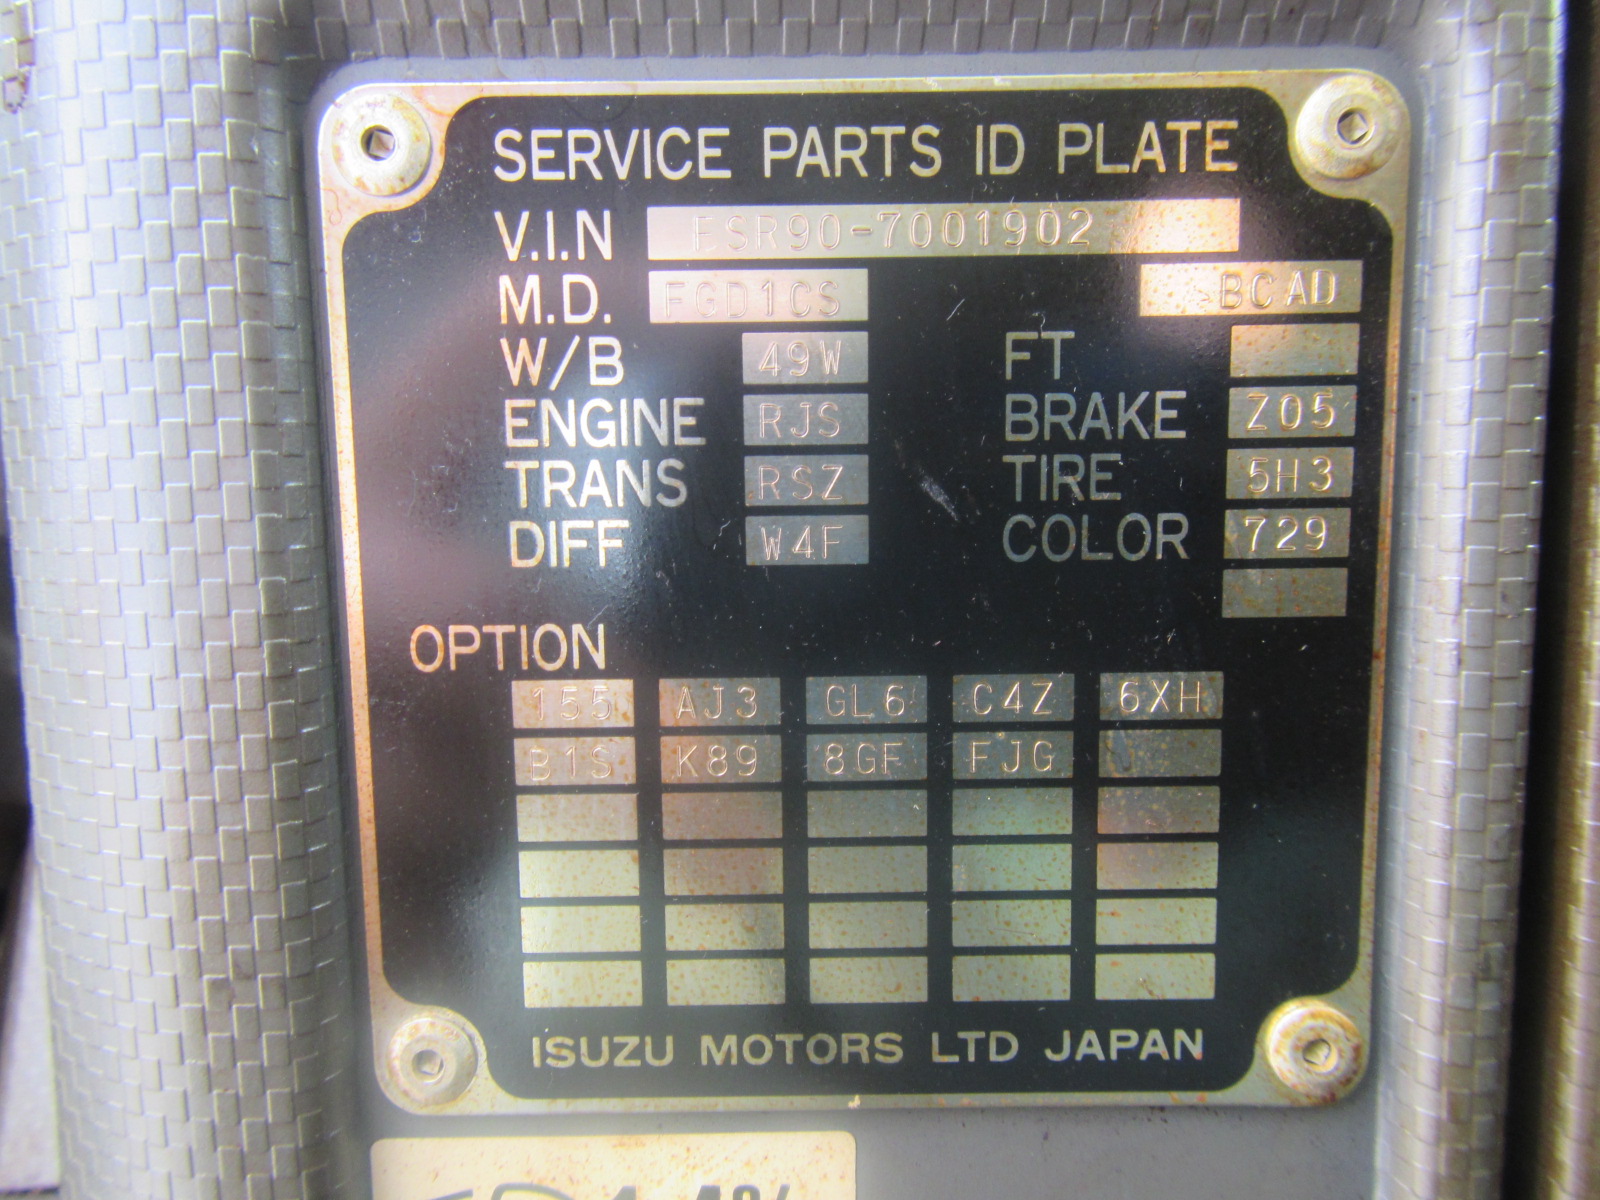 SERVICE PARTS ID PLATE
V.I.N FSR90-7001902
M.D. FGD1CS -BCAD
W/B 49W FT
ENGINE RJS BRAKE Z05
TRANS RSZ TIRE 5H3
DIFF W4F COLOR 729
OPTION
155 AJ3 GL6 C4Z 6XH
B1S K89 8GF FJG
ISUZU MOTORS LTD JAPAN